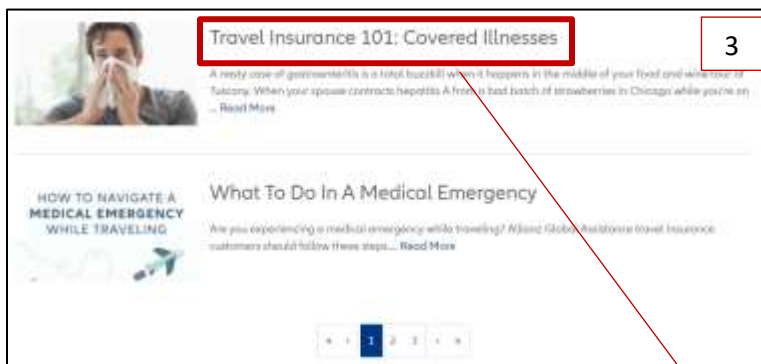 Travel Insurance 101: Covered Illnesses
3
A nasty case of gastroenteritis is a total buzzkill when it happens in the middle of your food and wine tour of
Tuscany. When your spouse contracts hepatitis A from a bad batch of strawberries in Chicago while you're on
... Read More
HOW TO NAVIGATE A
MEDICAL EMERGENCY
WHILE TRAVELING
What To Do In A Medical Emergency
Are you experiencing a medical emergency while traveling? Allianz Global Assistance travel insurance
customers should follow these steps... Read More
« ‹ 1 2 3 › »